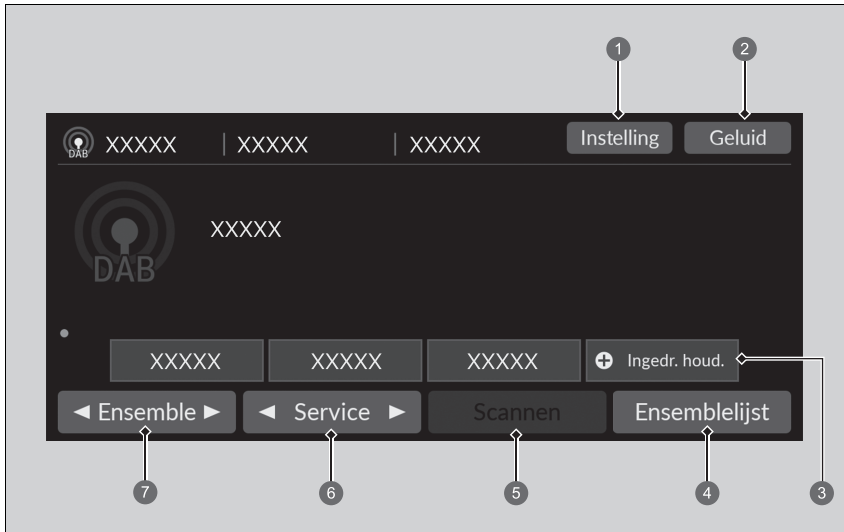 1 2
DAB XXXXX | XXXXX | XXXXX Instelling Geluid
DAB XXXXX
XXXXX XXXXX XXXXX Ingedr. houd.
◄ Ensemble ► ◄ Service ► Scannen Ensemblelijst
7 6 5 4 3